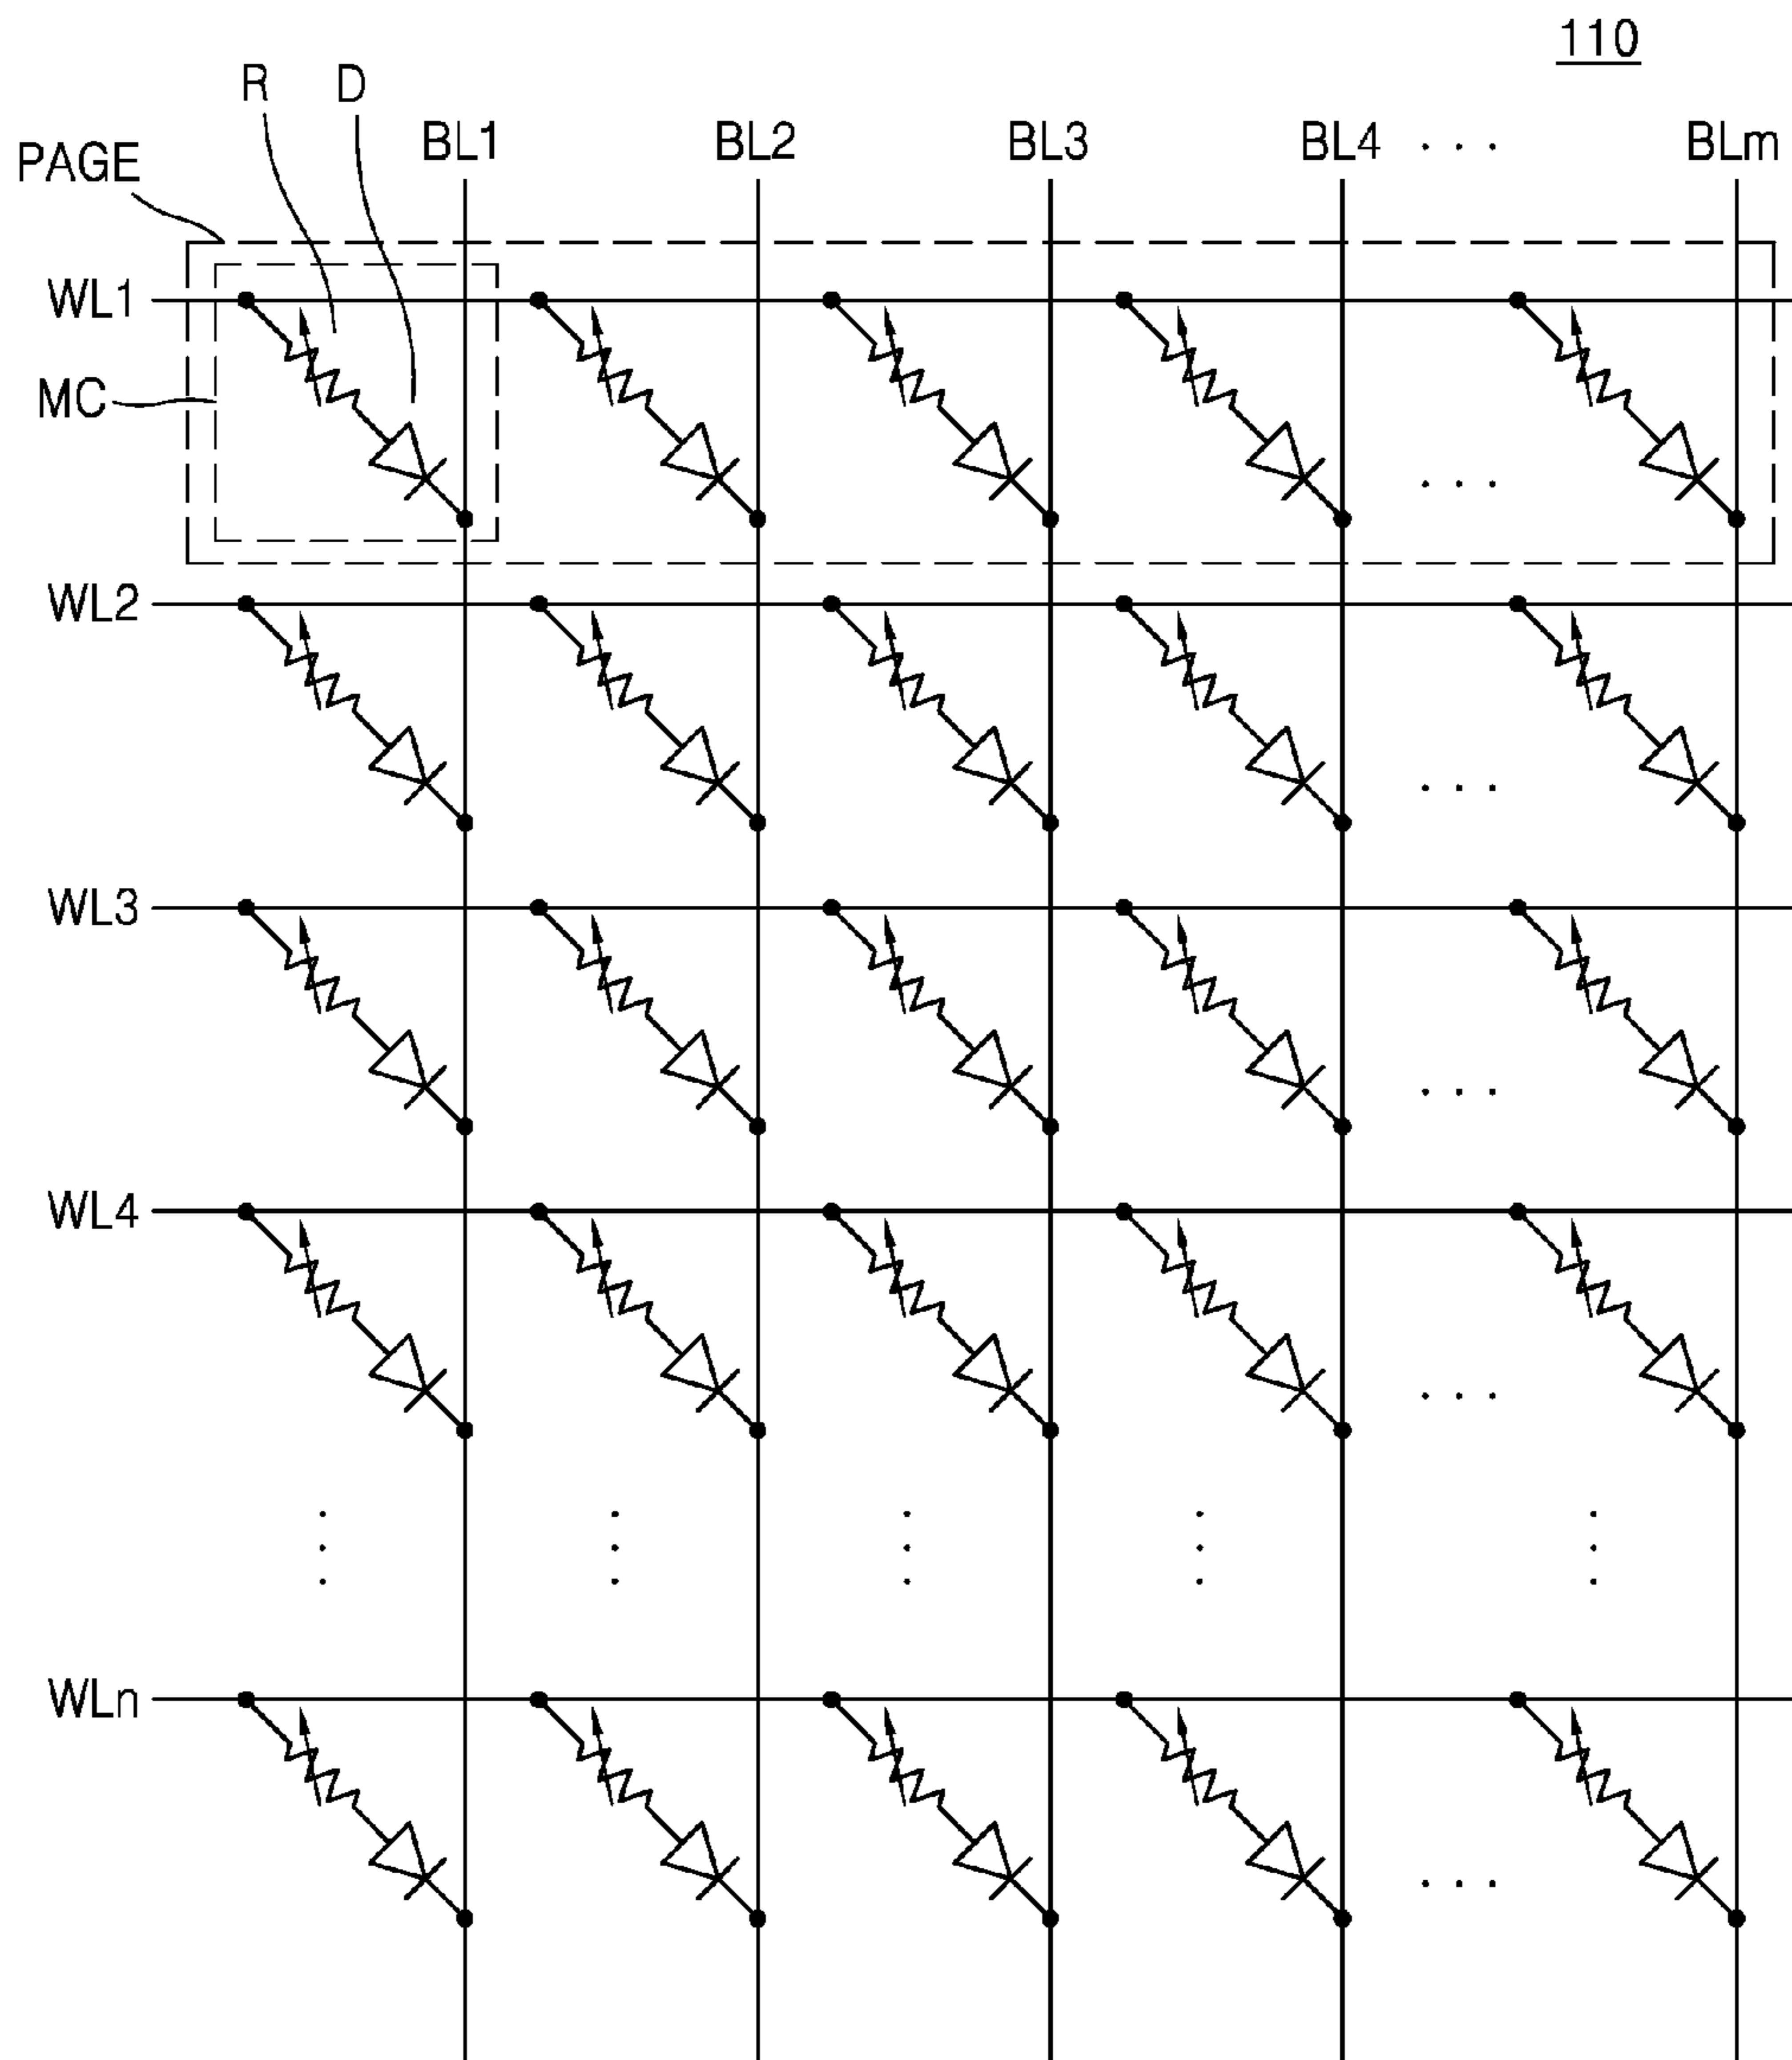 110
R D
BL1 BL2 BL3 BL4 . . . BLm
PAGE
WL1
MC
. . .
WL2
. . .
WL3
. . .
WL4
. . .
WLn
. . .